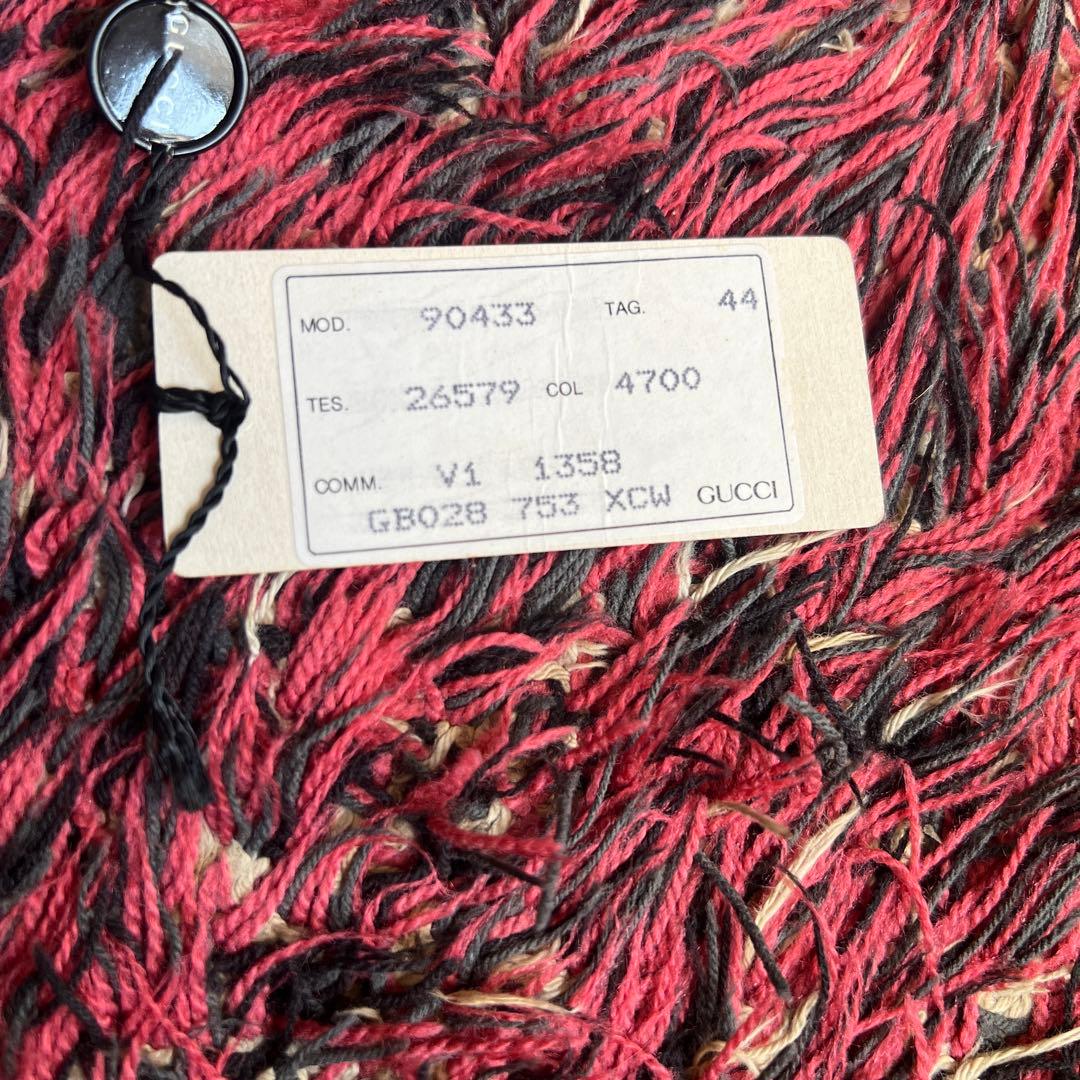 GUCCI
MOD. 90433 TAG. 44
TES. 26579 COL 4700
COMM. V1 1358
GB028 753 XCW GUCCI